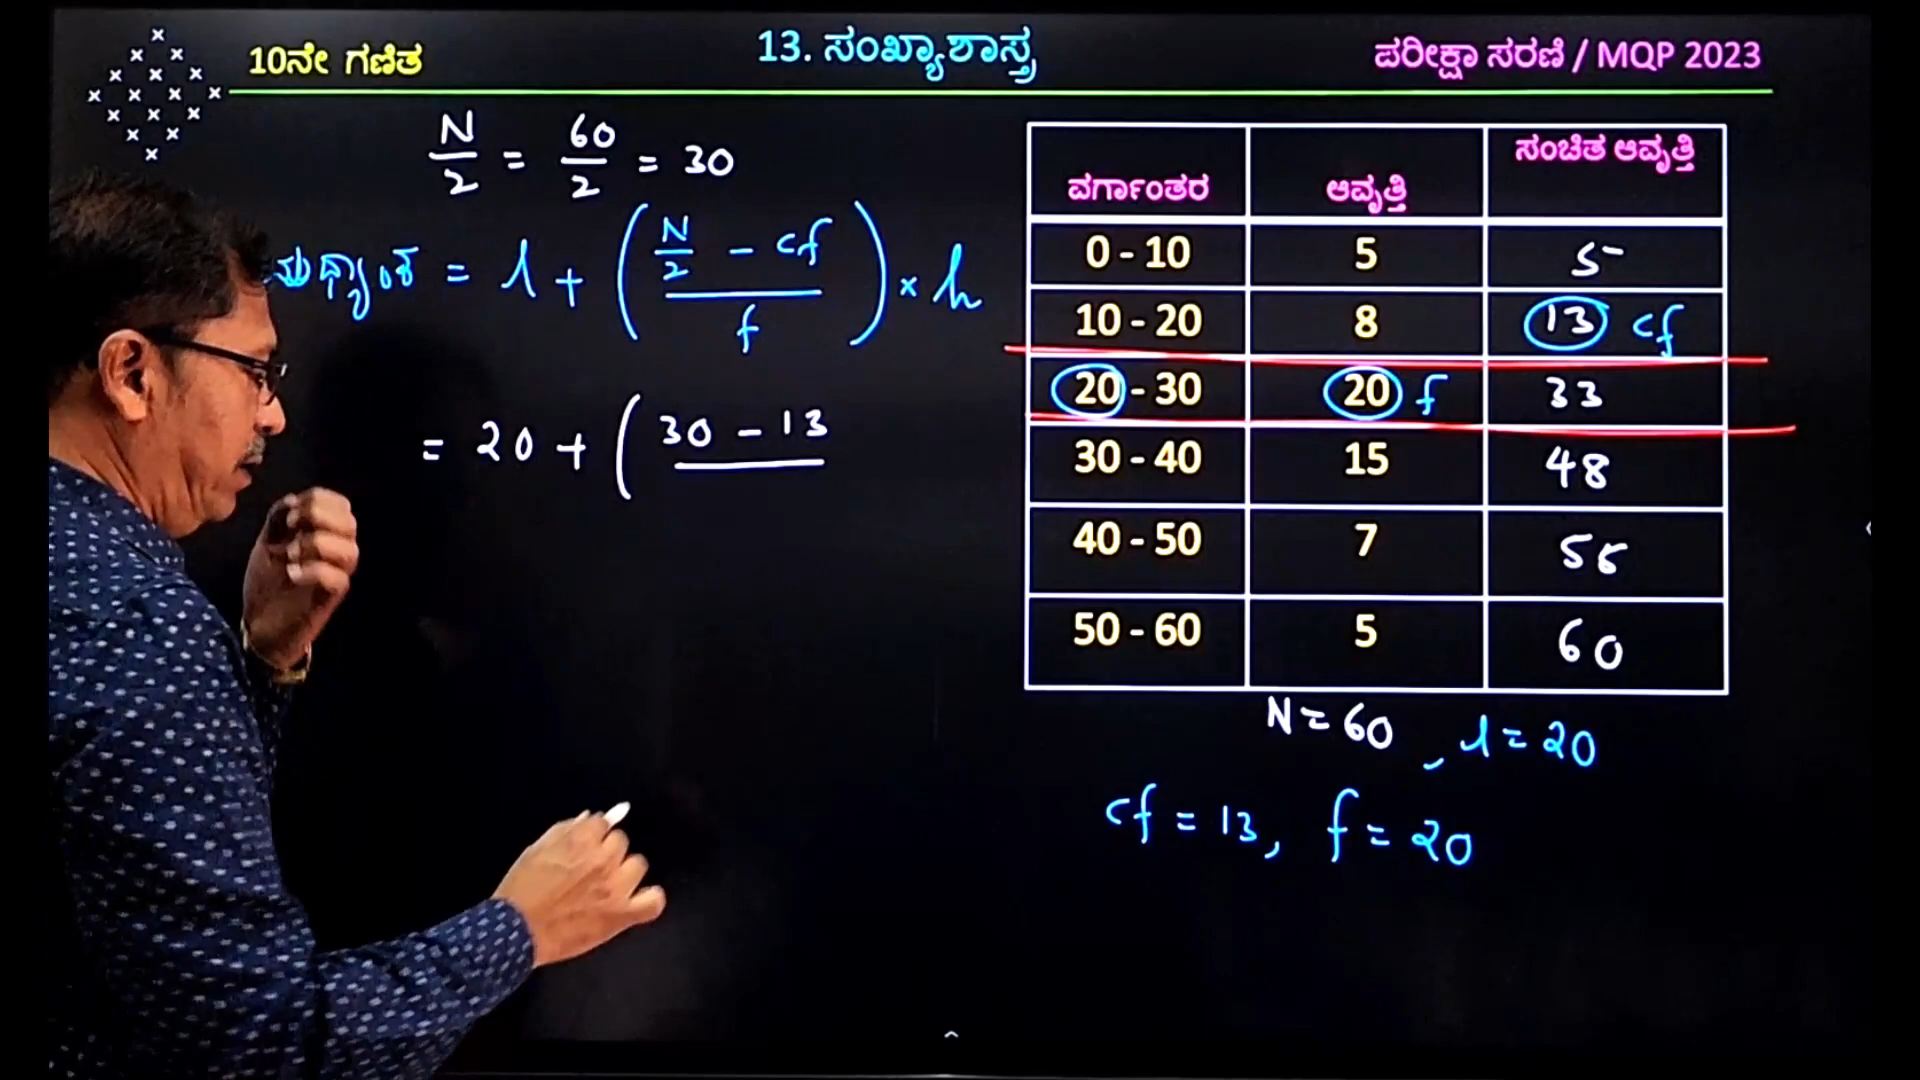 10ನೇ ಗಣಿತ
13. ಸಂಖ್ಯಾಶಾಸ್ತ್ರ
ಪರೀಕ್ಷಾ ಸರಣಿ / MQP 2023
N/2 = 60/2 = 30
ಮಧ್ಯಾಂಕ = l + ( (N/2 - cf) / f ) × h
= 20 + ( 30 - 13
ವರ್ಗಾಂತರ ಆವೃತ್ತಿ ಸಂಚಿತ ಆವೃತ್ತಿ
0 - 10 5 5
10 - 20 8 13 cf
20 - 30 20 f 33
30 - 40 15 48
40 - 50 7 55
50 - 60 5 60
N = 60 , l = 20
cf = 13, f = 20